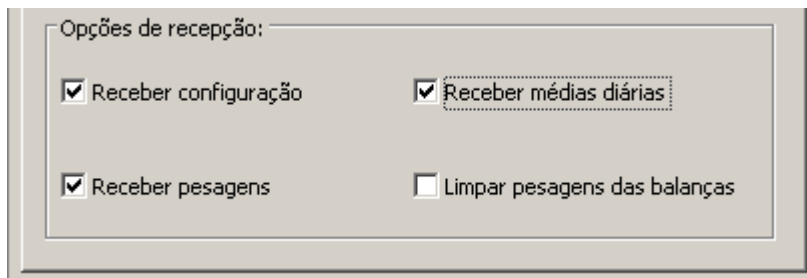 Opções de recepção:
Receber configuração
Receber médias diárias
Receber pesagens
Limpar pesagens das balanças